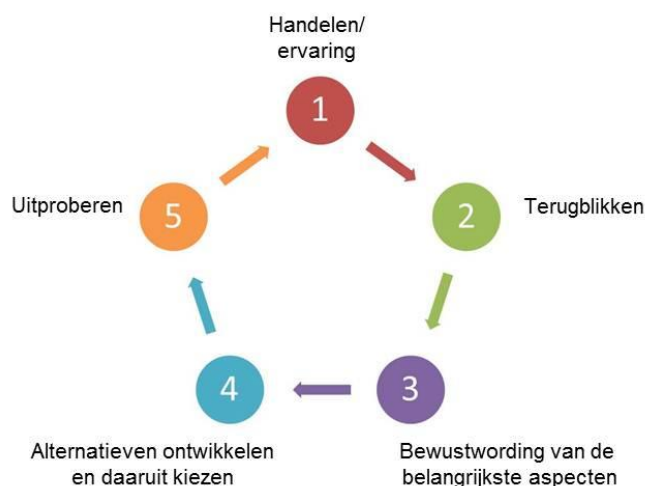 Handelen/
ervaring
1
2
Terugblikken
3
Bewustwording van de
belangrijkste aspecten
4
Alternatieven ontwikkelen
en daaruit kiezen
5
Uitproberen